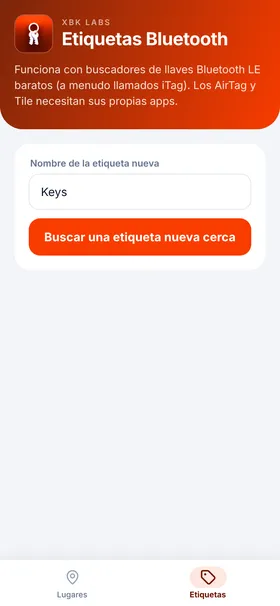 XBK LABS
Etiquetas Bluetooth
Funciona con buscadores de llaves Bluetooth LE
baratos (a menudo llamados iTag). Los AirTag y
Tile necesitan sus propias apps.
Nombre de la etiqueta nueva
Keys
Buscar una etiqueta nueva cerca
Lugares
Etiquetas